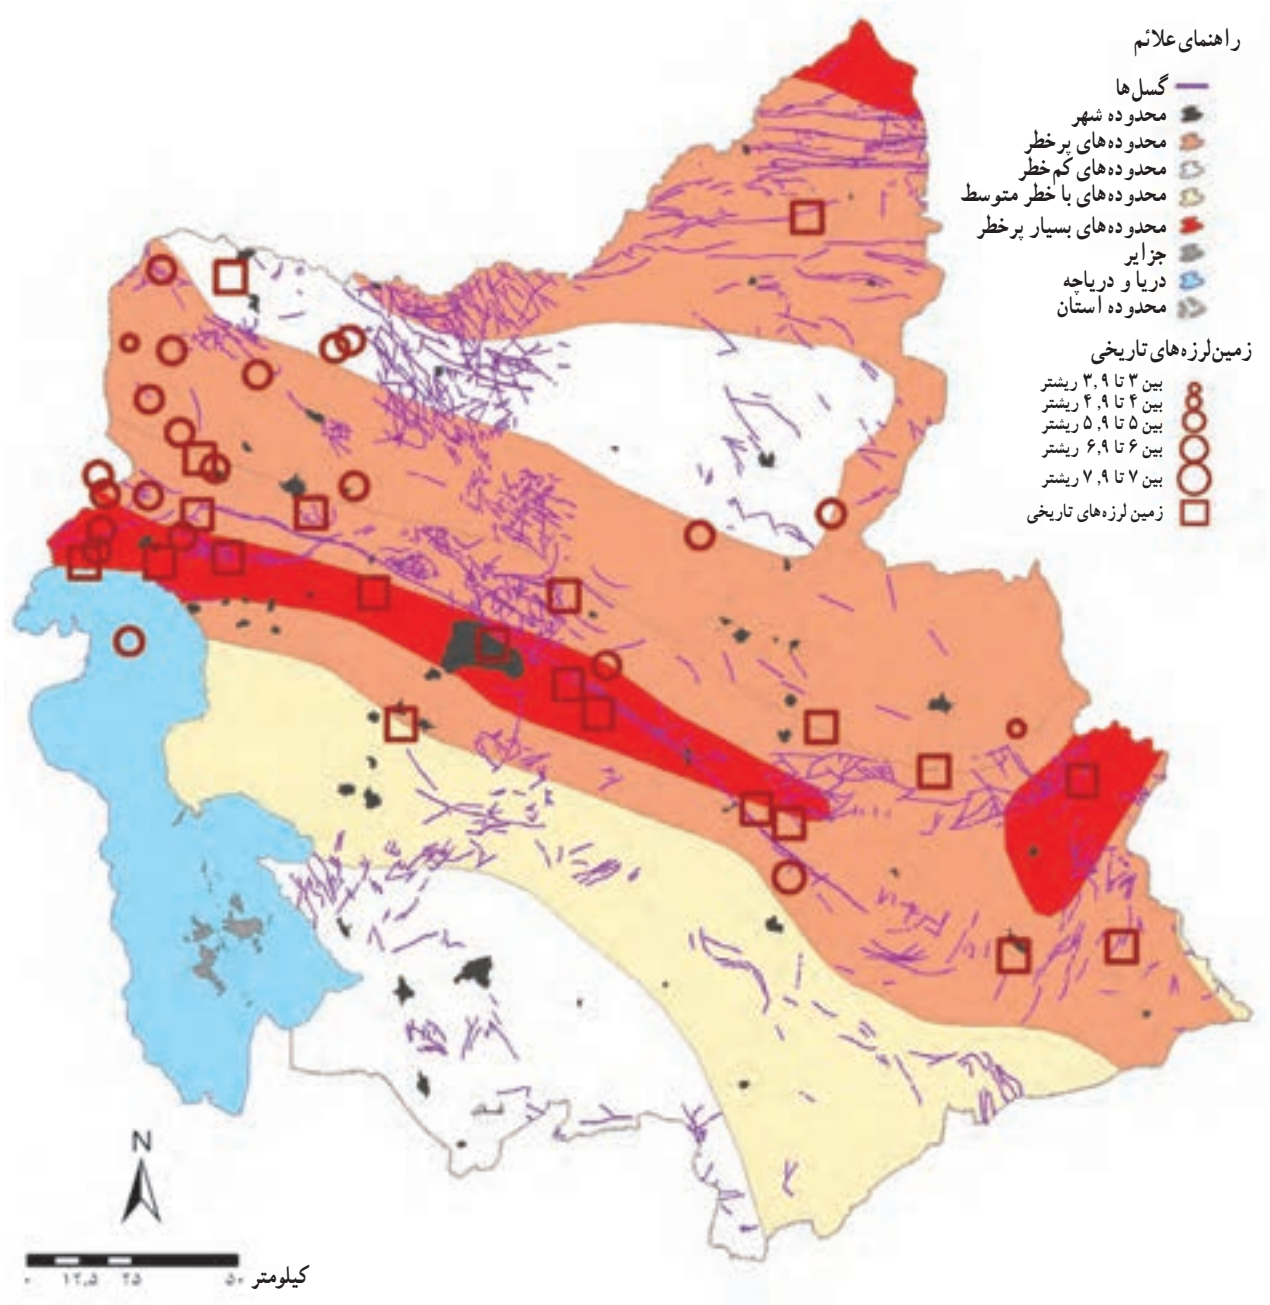 راهنمای علائم
گسل‌ها
محدوده شهر
محدوده‌های پرخطر
محدوده‌های کم‌خطر
محدوده‌های با خطر متوسط
محدوده‌های بسیار پرخطر
جزایر
دریا و دریاچه
محدوده استان
زمین‌لرزه‌های تاریخی
بین ۳ تا ۳,۹ ریشتر
بین ۴ تا ۴,۹ ریشتر
بین ۵ تا ۵,۹ ریشتر
بین ۶ تا ۶,۹ ریشتر
بین ۷ تا ۷,۹ ریشتر
زمین لرزه‌های تاریخی
N
۰ ۱۲,۵ ۲۵ ۵۰ کیلومتر